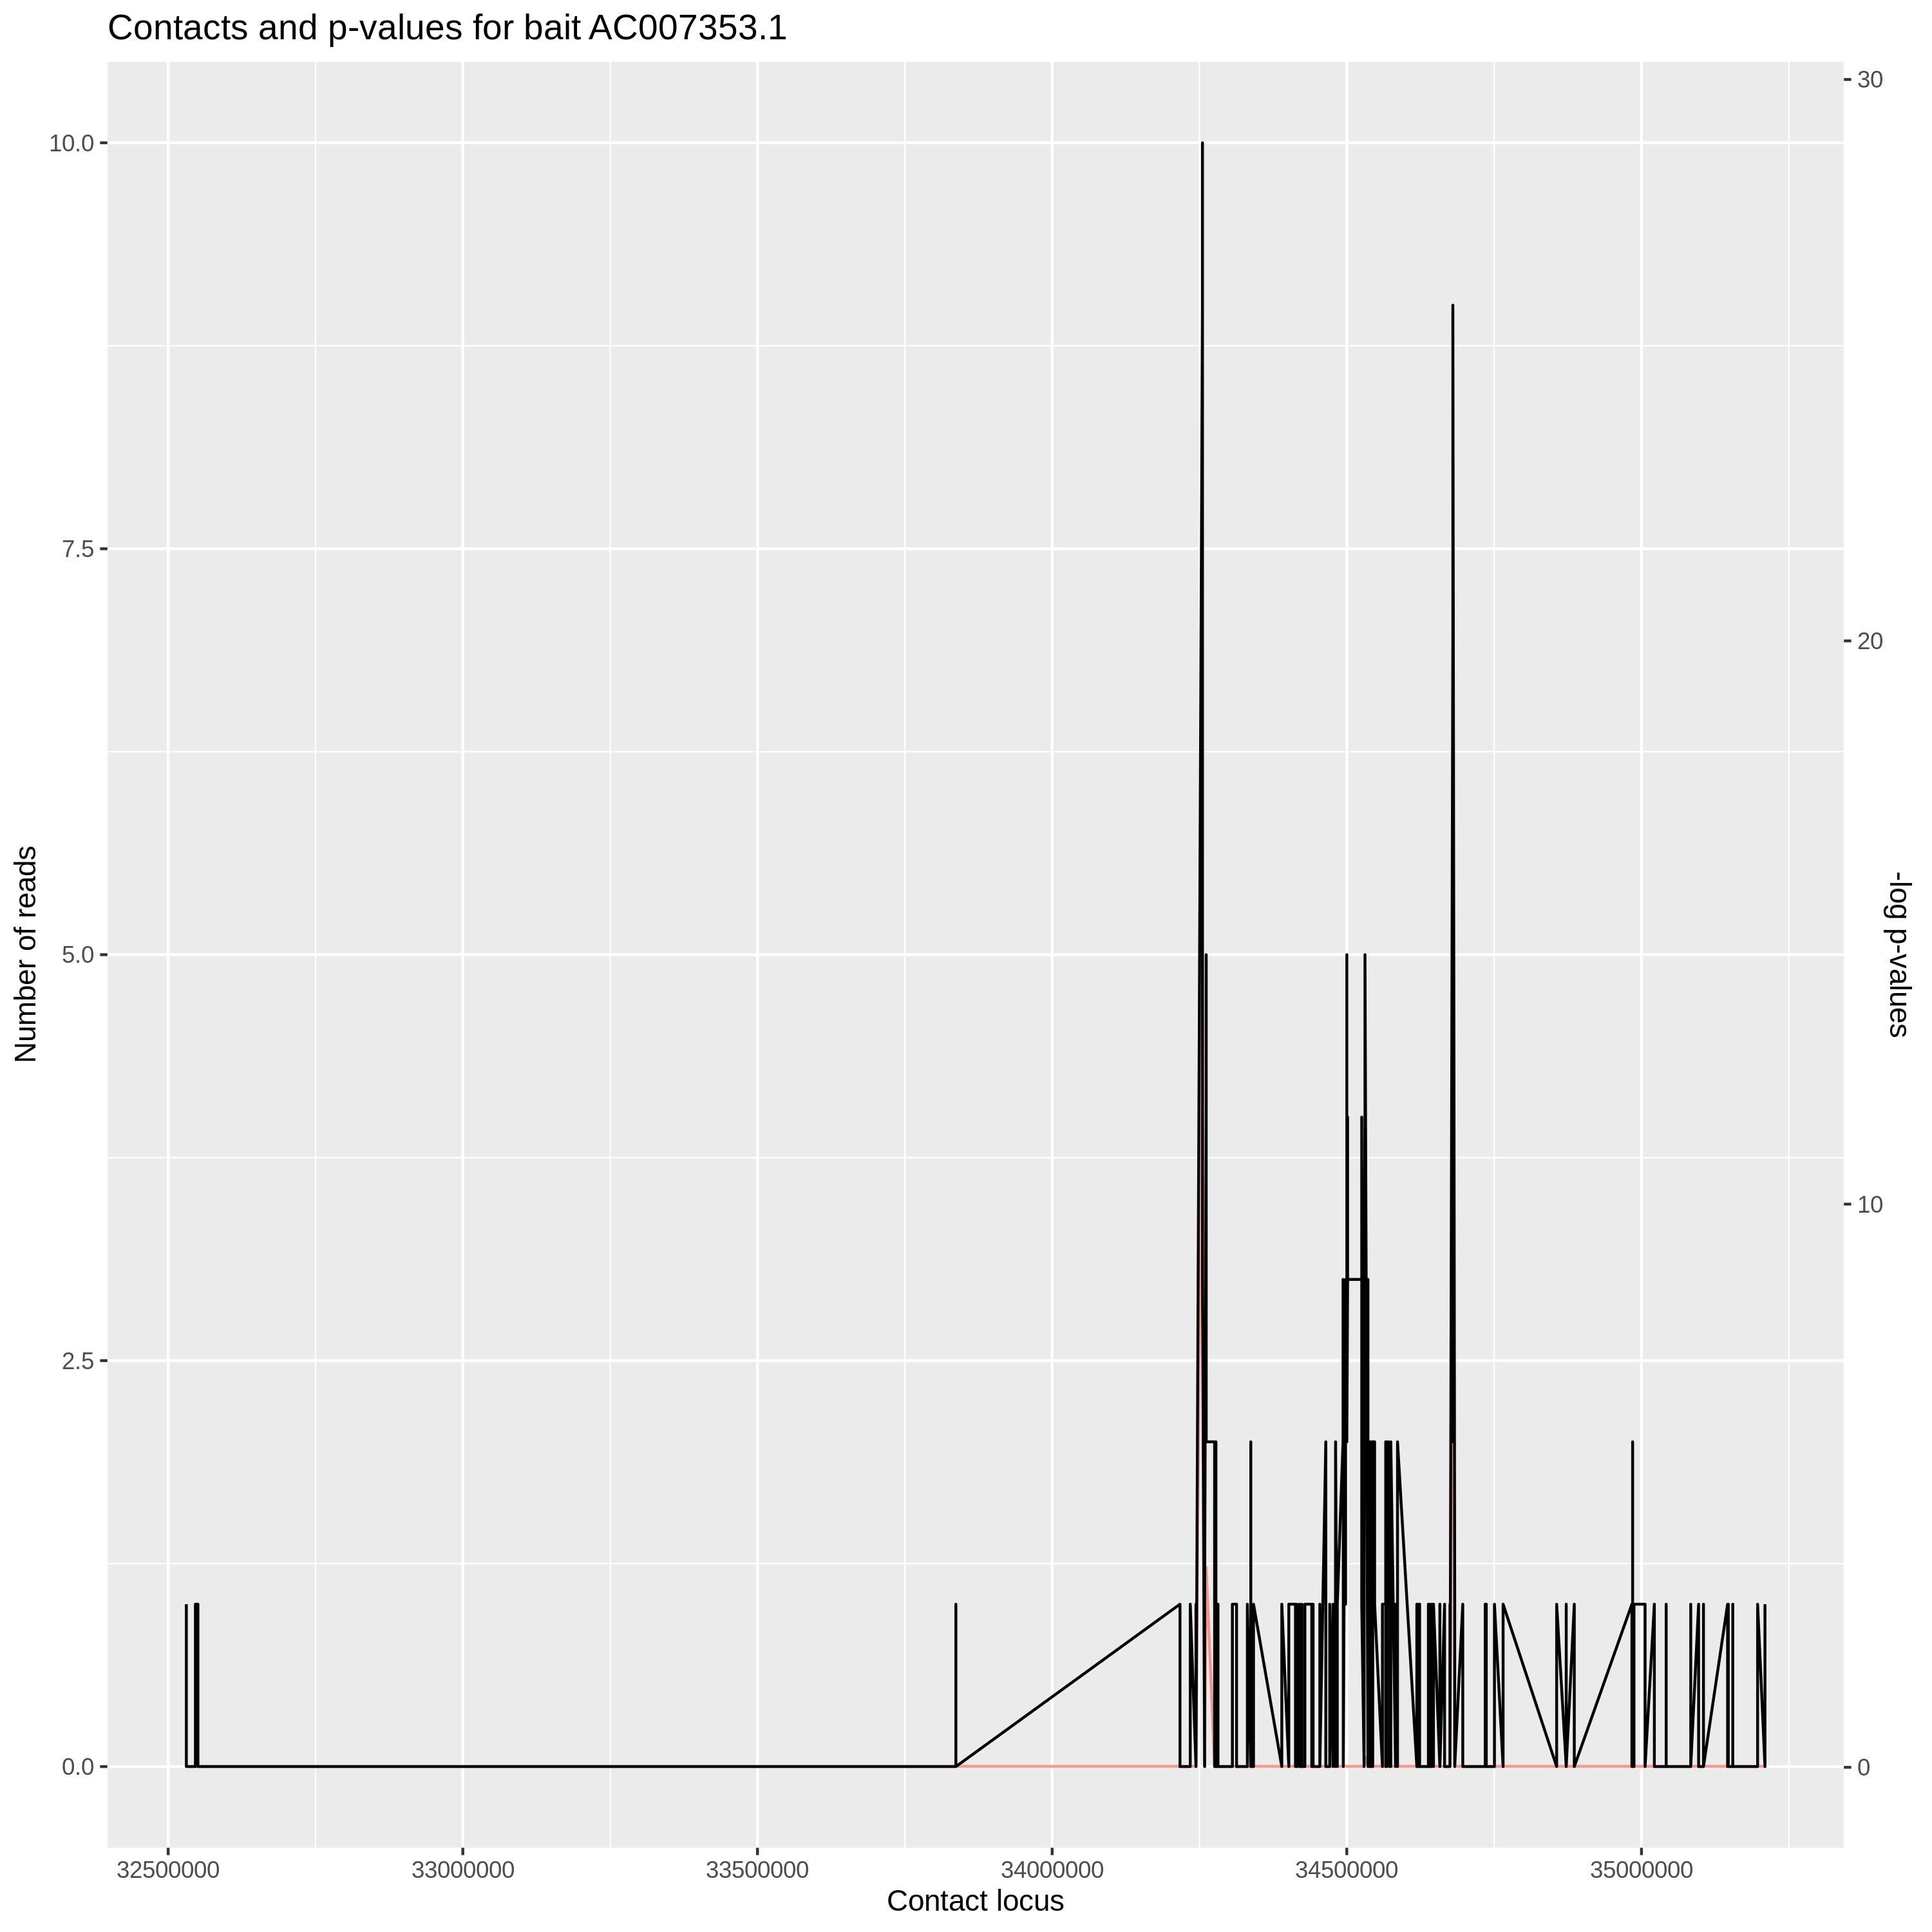 Contacts and p-values for bait AC007353.1
10.0
7.5
5.0
2.5
0.0
Number of reads
30
20
10
0
-log p-values
32500000 33000000 33500000 34000000 34500000 35000000
Contact locus